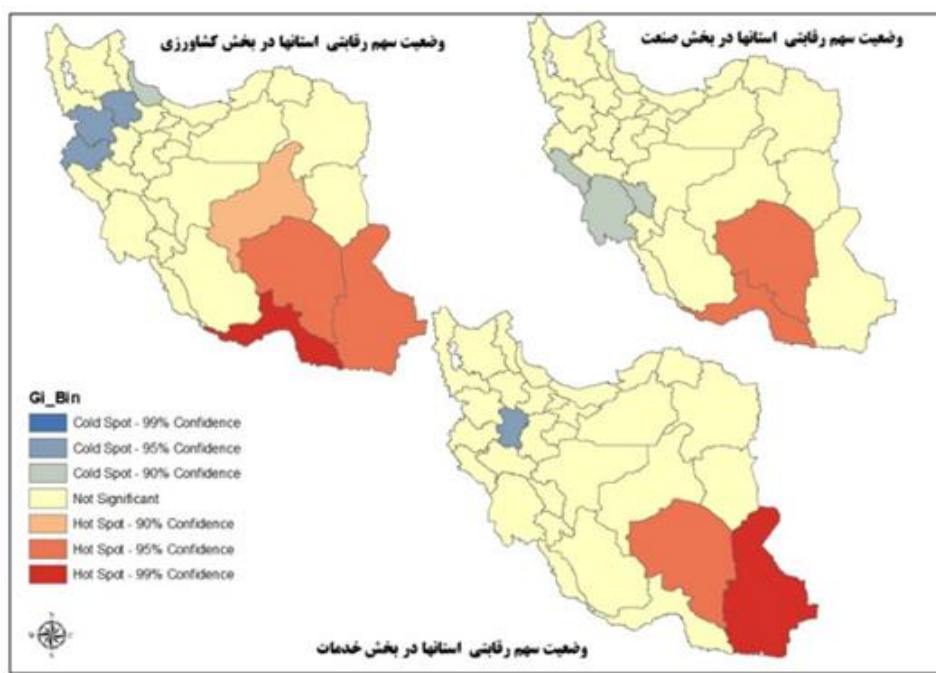 وضعیت سهم رقابتی استانها در بخش صنعت
وضعیت سهم رقابتی استانها در بخش کشاورزی
Gi_Bin
Cold Spot - 99% Confidence
Cold Spot - 95% Confidence
Cold Spot - 90% Confidence
Not Significant
Hot Spot - 90% Confidence
Hot Spot - 95% Confidence
Hot Spot - 99% Confidence
وضعیت سهم رقابتی استانها در بخش خدمات